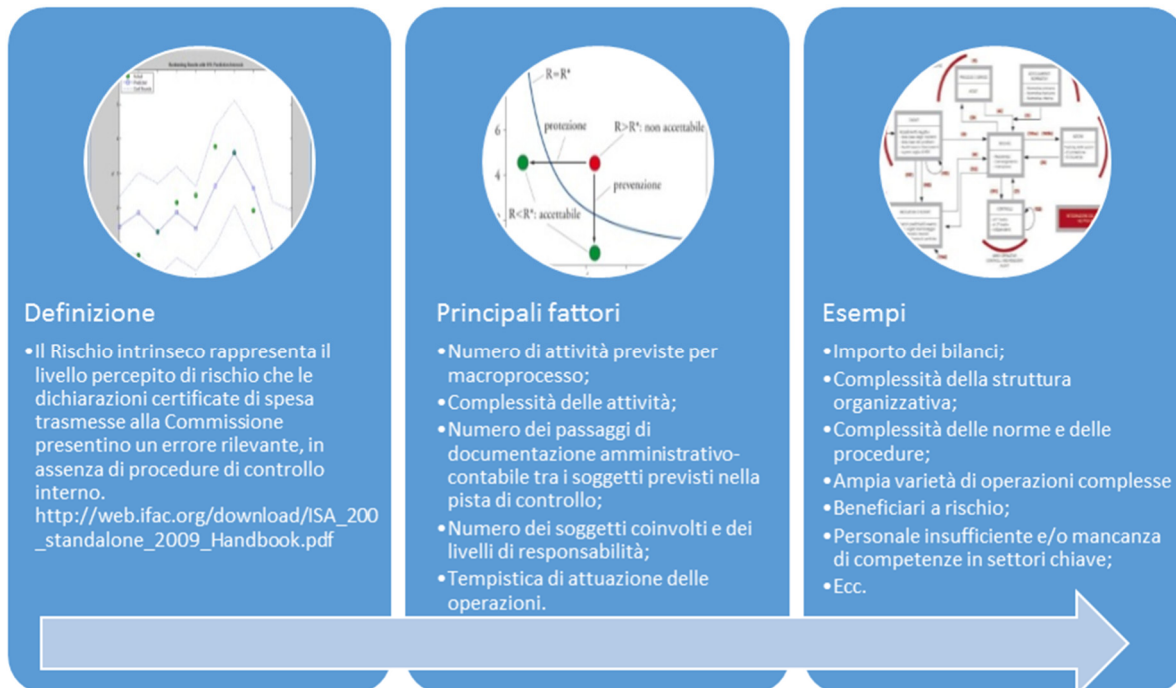 R=R*
protezione
R>R*: non accettabile
prevenzione
R<R*: accettabile
6
4
2
Definizione
•Il Rischio intrinseco rappresenta il
livello percepito di rischio che le
dichiarazioni certificate di spesa
trasmesse alla Commissione
presentino un errore rilevante, in
assenza di procedure di controllo
interno.
http://web.ifac.org/download/ISA_200
_standalone_2009_Handbook.pdf
Principali fattori
•Numero di attività previste per
macroprocesso;
•Complessità delle attività;
•Numero dei passaggi di
documentazione amministrativo-
contabile tra i soggetti previsti nella
pista di controllo;
•Numero dei soggetti coinvolti e dei
livelli di responsabilità;
•Tempistica di attuazione delle
operazioni.
Esempi
•Importo dei bilanci;
•Complessità della struttura
organizzativa;
•Complessità delle norme e delle
procedure;
•Ampia varietà di operazioni complesse
•Beneficiari a rischio;
•Personale insufficiente e/o mancanza
di competenze in settori chiave;
•Ecc.